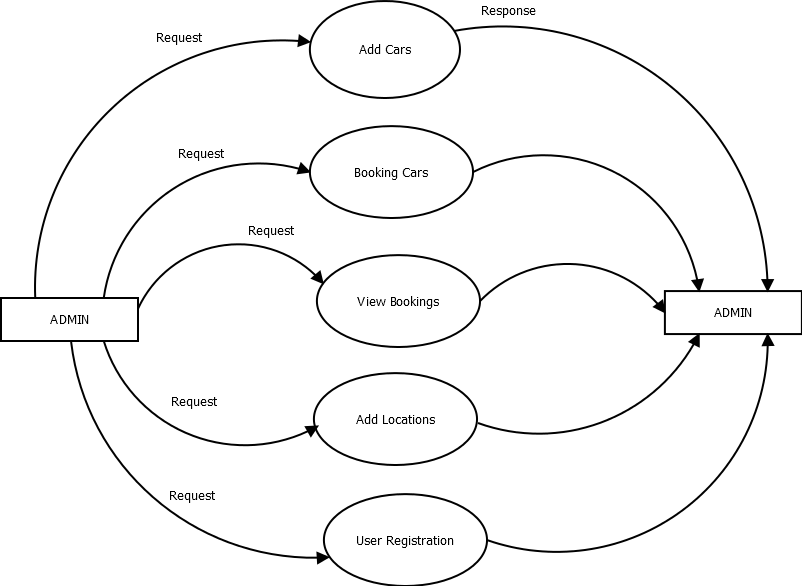 Response
Request
Add Cars
Request
Booking Cars
Request
View Bookings
ADMIN
ADMIN
Request
Add Locations
Request
User Registration